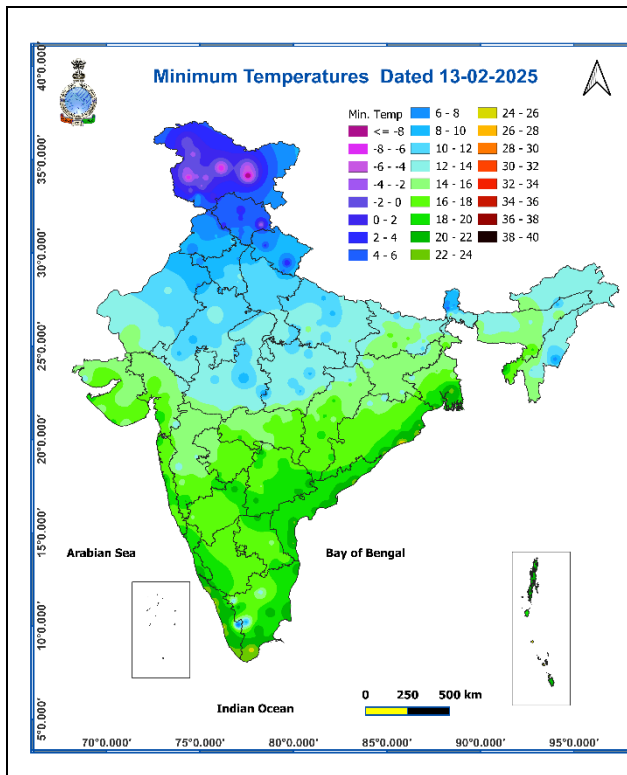 Minimum Temperatures Dated 13-02-2025
Min. Temp
<= -8
-8 - -6
-6 - -4
-4 - -2
-2 - 0
0 - 2
2 - 4
4 - 6
6 - 8
8 - 10
10 - 12
12 - 14
14 - 16
16 - 18
18 - 20
20 - 22
22 - 24
24 - 26
26 - 28
28 - 30
30 - 32
32 - 34
34 - 36
36 - 38
38 - 40
40°0.000'
35°0.000'
30°0.000'
25°0.000'
20°0.000'
15°0.000'
10°0.000'
5°0.000'
Arabian Sea
Bay of Bengal
Indian Ocean
0 250 500 km
70°0.000' 75°0.000' 80°0.000' 85°0.000' 90°0.000' 95°0.000'